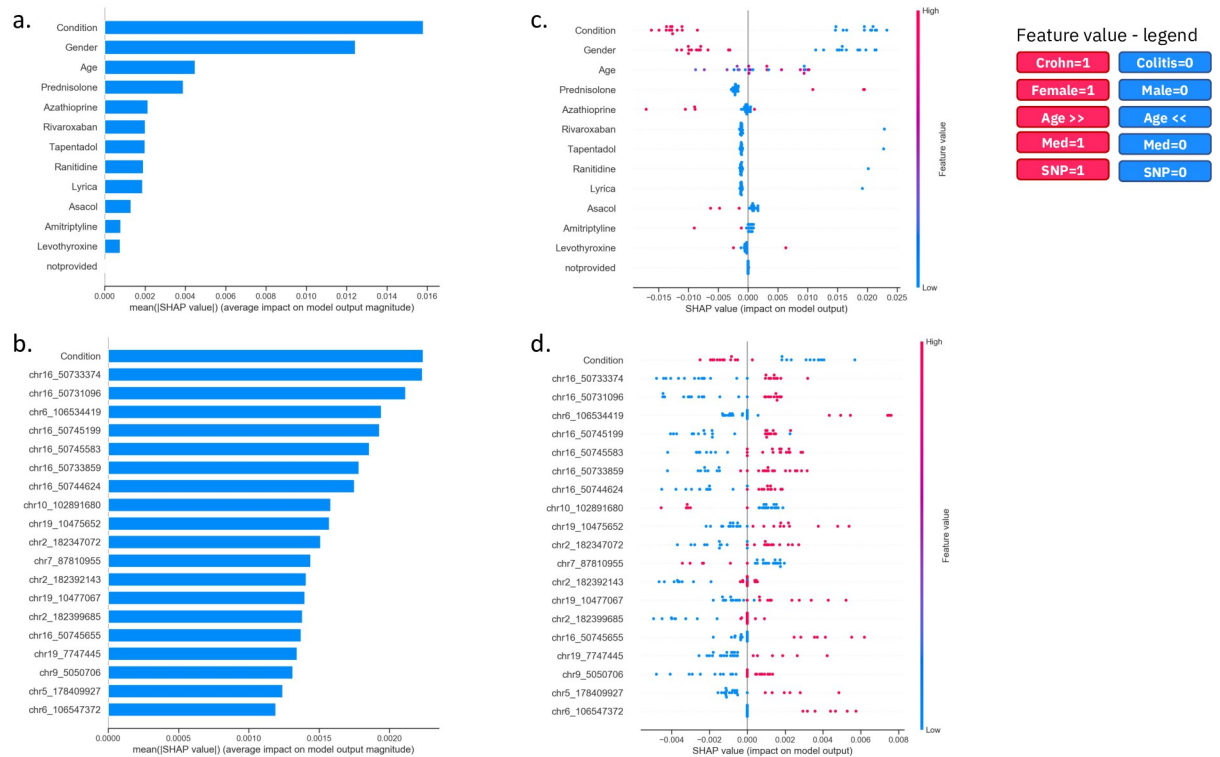 a.
Condition
Gender
Age
Prednisolone
Azathioprine
Rivaroxaban
Tapentadol
Ranitidine
Lyrica
Asacol
Amitriptyline
Levothyroxine
notprovided
0.000 0.002 0.004 0.006 0.008 0.010 0.012 0.014 0.016
mean(|SHAP value|) (average impact on model output magnitude)
c.
Condition
Gender
Age
Prednisolone
Azathioprine
Rivaroxaban
Tapentadol
Ranitidine
Lyrica
Asacol
Amitriptyline
Levothyroxine
notprovided
−0.015 −0.010 −0.005 0.000 0.005 0.010 0.015 0.020 0.025
SHAP value (impact on model output)
High
Feature value
Low
Feature value - legend
Crohn=1 Colitis=0
Female=1 Male=0
Age >> Age <<
Med=1 Med=0
SNP=1 SNP=0
b.
Condition
chr16_50733374
chr16_50731096
chr6_106534419
chr16_50745199
chr16_50745583
chr16_50733859
chr16_50744624
chr10_102891680
chr19_10475652
chr2_182347072
chr7_87810955
chr2_182392143
chr19_10477067
chr2_182399685
chr16_50745655
chr19_7747445
chr9_5050706
chr5_178409927
chr6_106547372
0.0000 0.0005 0.0010 0.0015 0.0020
mean(|SHAP value|) (average impact on model output magnitude)
d.
Condition
chr16_50733374
chr16_50731096
chr6_106534419
chr16_50745199
chr16_50745583
chr16_50733859
chr16_50744624
chr10_102891680
chr19_10475652
chr2_182347072
chr7_87810955
chr2_182392143
chr19_10477067
chr2_182399685
chr16_50745655
chr19_7747445
chr9_5050706
chr5_178409927
chr6_106547372
−0.004 −0.002 0.000 0.002 0.004 0.006 0.008
SHAP value (impact on model output)
High
Feature value
Low